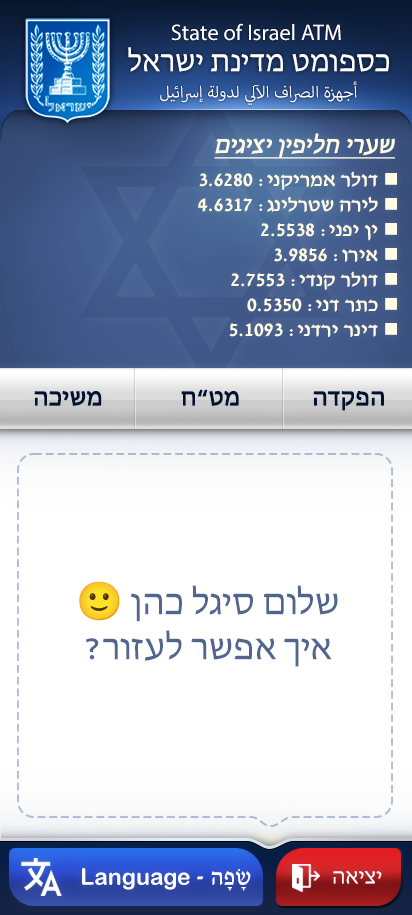 State of Israel ATM
כספומט מדינת ישראל
أجهزة الصراف الآلي لدولة إسرائيل
ישראל
שערי חליפין יציגים
■ דולר אמריקני : 3.6280
■ לירה שטרלינג : 4.6317
■ ין יפני : 2.5538
■ אירו : 3.9856
■ דולר קנדי : 2.7553
■ כתר דני : 0.5350
■ דינר ירדני : 5.1093
הפקדה מט״ח משיכה
שלום סיגל כהן 🙂
איך אפשר לעזור?
יציאה
שָׂפָה - Language